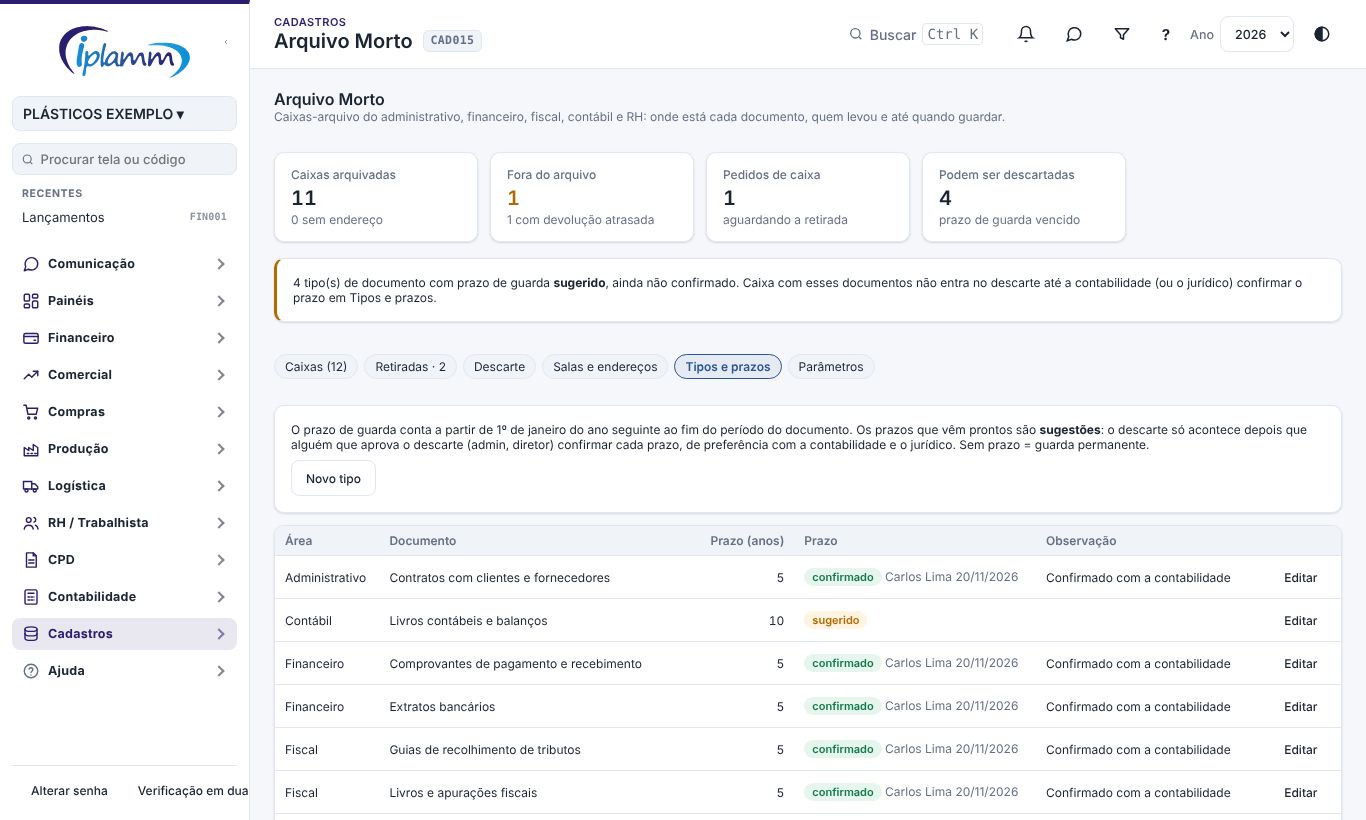 iplamm
PLÁSTICOS EXEMPLO ▾
Procurar tela ou código
RECENTES
Lançamentos FIN001
Comunicação
Painéis
Financeiro
Comercial
Compras
Produção
Logística
RH / Trabalhista
CPD
Contabilidade
Cadastros
Ajuda
Alterar senha Verificação em dua
CADASTROS
Arquivo Morto CAD015
Buscar Ctrl K ? Ano 2026
Arquivo Morto
Caixas-arquivo do administrativo, financeiro, fiscal, contábil e RH: onde está cada documento, quem levou e até quando guardar.
Caixas arquivadas
11
0 sem endereço
Fora do arquivo
1
1 com devolução atrasada
Pedidos de caixa
1
aguardando a retirada
Podem ser descartadas
4
prazo de guarda vencido
4 tipo(s) de documento com prazo de guarda sugerido, ainda não confirmado. Caixa com esses documentos não entra no descarte até a contabilidade (ou o jurídico) confirmar o
prazo em Tipos e prazos.
Caixas (12) Retiradas · 2 Descarte Salas e endereços Tipos e prazos Parâmetros
O prazo de guarda conta a partir de 1º de janeiro do ano seguinte ao fim do período do documento. Os prazos que vêm prontos são sugestões: o descarte só acontece depois que
alguém que aprova o descarte (admin, diretor) confirmar cada prazo, de preferência com a contabilidade e o jurídico. Sem prazo = guarda permanente.
Novo tipo
Área Documento Prazo (anos) Prazo Observação
Administrativo Contratos com clientes e fornecedores 5 confirmado Carlos Lima 20/11/2026 Confirmado com a contabilidade Editar
Contábil Livros contábeis e balanços 10 sugerido Editar
Financeiro Comprovantes de pagamento e recebimento 5 confirmado Carlos Lima 20/11/2026 Confirmado com a contabilidade Editar
Financeiro Extratos bancários 5 confirmado Carlos Lima 20/11/2026 Confirmado com a contabilidade Editar
Fiscal Guias de recolhimento de tributos 5 confirmado Carlos Lima 20/11/2026 Confirmado com a contabilidade Editar
Fiscal Livros e apurações fiscais 5 confirmado Carlos Lima 20/11/2026 Confirmado com a contabilidade Editar